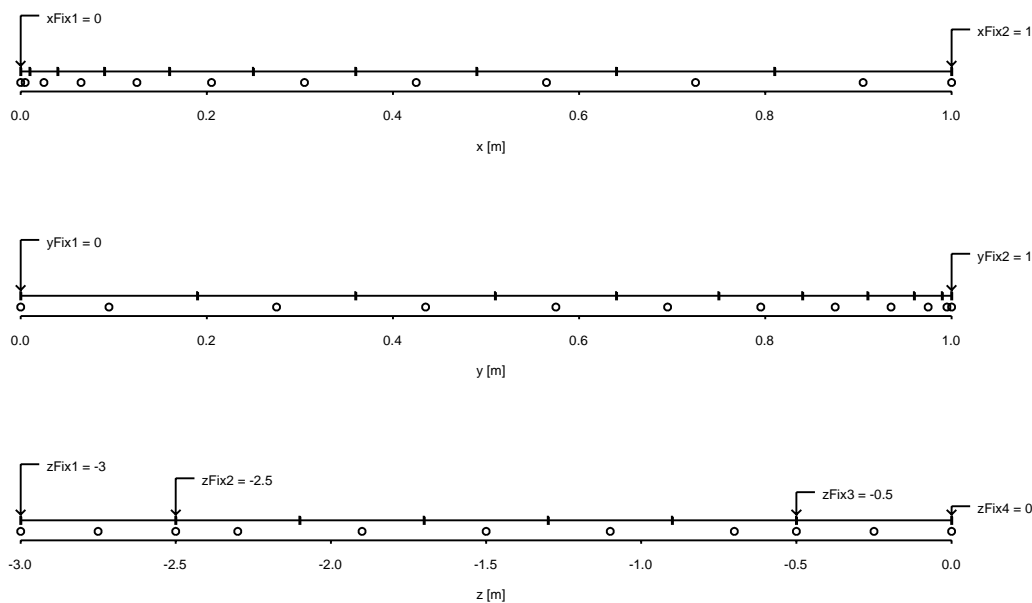 xFix1 = 0
xFix2 = 1
0.0 0.2 0.4 0.6 0.8 1.0
x [m]
yFix1 = 0
yFix2 = 1
0.0 0.2 0.4 0.6 0.8 1.0
y [m]
zFix1 = -3
zFix2 = -2.5
zFix3 = -0.5
zFix4 = 0
-3.0 -2.5 -2.0 -1.5 -1.0 -0.5 0.0
z [m]